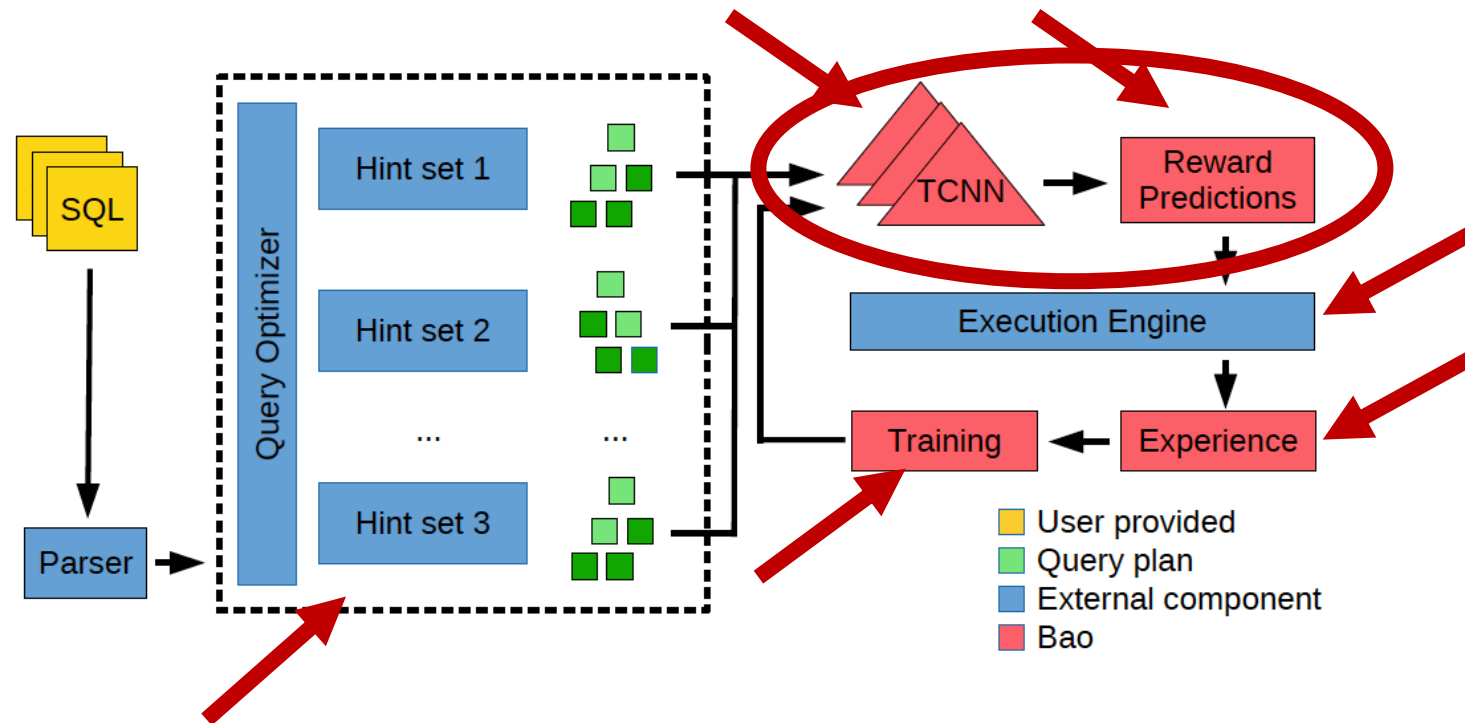 SQL
Parser
Query Optimizer
Hint set 1
Hint set 2
...
...
Hint set 3
TCNN
Reward
Predictions
Execution Engine
Training
Experience
User provided
Query plan
External component
Bao